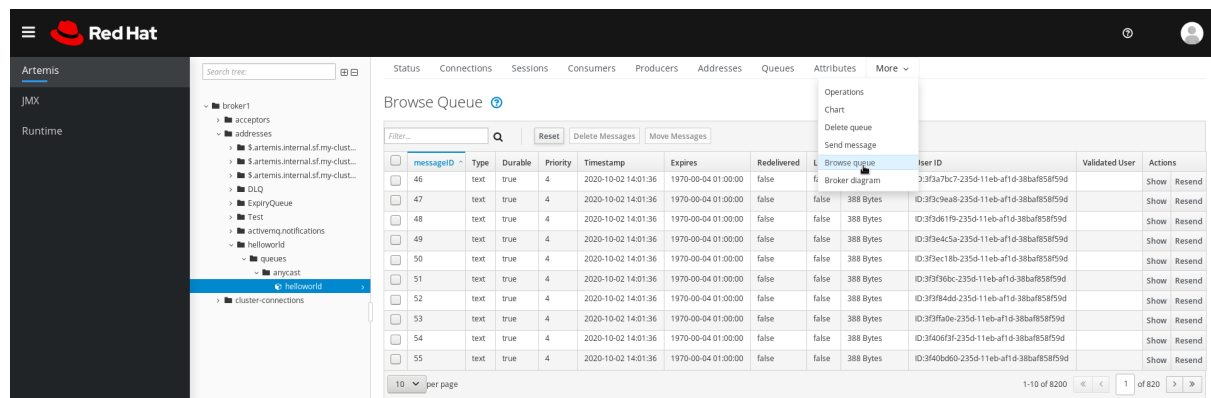 Red Hat
Artemis
JMX
Runtime
Search tree:
broker1
acceptors
addresses
$.artemis.internal.sf.my-clust...
$.artemis.internal.sf.my-clust...
$.artemis.internal.sf.my-clust...
DLQ
ExpiryQueue
Test
activemq.notifications
helloworld
queues
anycast
helloworld
cluster-connections
Status Connections Sessions Consumers Producers Addresses Queues Attributes More
Operations
Chart
Delete queue
Send message
Browse queue
Broker diagram
Browse Queue
Filter...
Reset Delete Messages Move Messages
messageID Type Durable Priority Timestamp Expires Redelivered L ser ID Validated User Actions
46 text true 4 2020-10-02 14:01:36 1970-00-04 01:00:00 false fa ID:3f3a7bc7-235d-11eb-af1d-38baf858f59d Show Resend
47 text true 4 2020-10-02 14:01:36 1970-00-04 01:00:00 false false 388 Bytes ID:3f3c9ea8-235d-11eb-af1d-38baf858f59d Show Resend
48 text true 4 2020-10-02 14:01:36 1970-00-04 01:00:00 false false 388 Bytes ID:3f3d61f9-235d-11eb-af1d-38baf858f59d Show Resend
49 text true 4 2020-10-02 14:01:36 1970-00-04 01:00:00 false false 388 Bytes ID:3f3e4c5a-235d-11eb-af1d-38baf858f59d Show Resend
50 text true 4 2020-10-02 14:01:36 1970-00-04 01:00:00 false false 388 Bytes ID:3f3ec18b-235d-11eb-af1d-38baf858f59d Show Resend
51 text true 4 2020-10-02 14:01:36 1970-00-04 01:00:00 false false 388 Bytes ID:3f3f36bc-235d-11eb-af1d-38baf858f59d Show Resend
52 text true 4 2020-10-02 14:01:36 1970-00-04 01:00:00 false false 388 Bytes ID:3f3f84dd-235d-11eb-af1d-38baf858f59d Show Resend
53 text true 4 2020-10-02 14:01:36 1970-00-04 01:00:00 false false 388 Bytes ID:3f3ffa0e-235d-11eb-af1d-38baf858f59d Show Resend
54 text true 4 2020-10-02 14:01:36 1970-00-04 01:00:00 false false 388 Bytes ID:3f406f3f-235d-11eb-af1d-38baf858f59d Show Resend
55 text true 4 2020-10-02 14:01:36 1970-00-04 01:00:00 false false 388 Bytes ID:3f40bd60-235d-11eb-af1d-38baf858f59d Show Resend
10 per page
1-10 of 8200 « < 1 of 820 > »